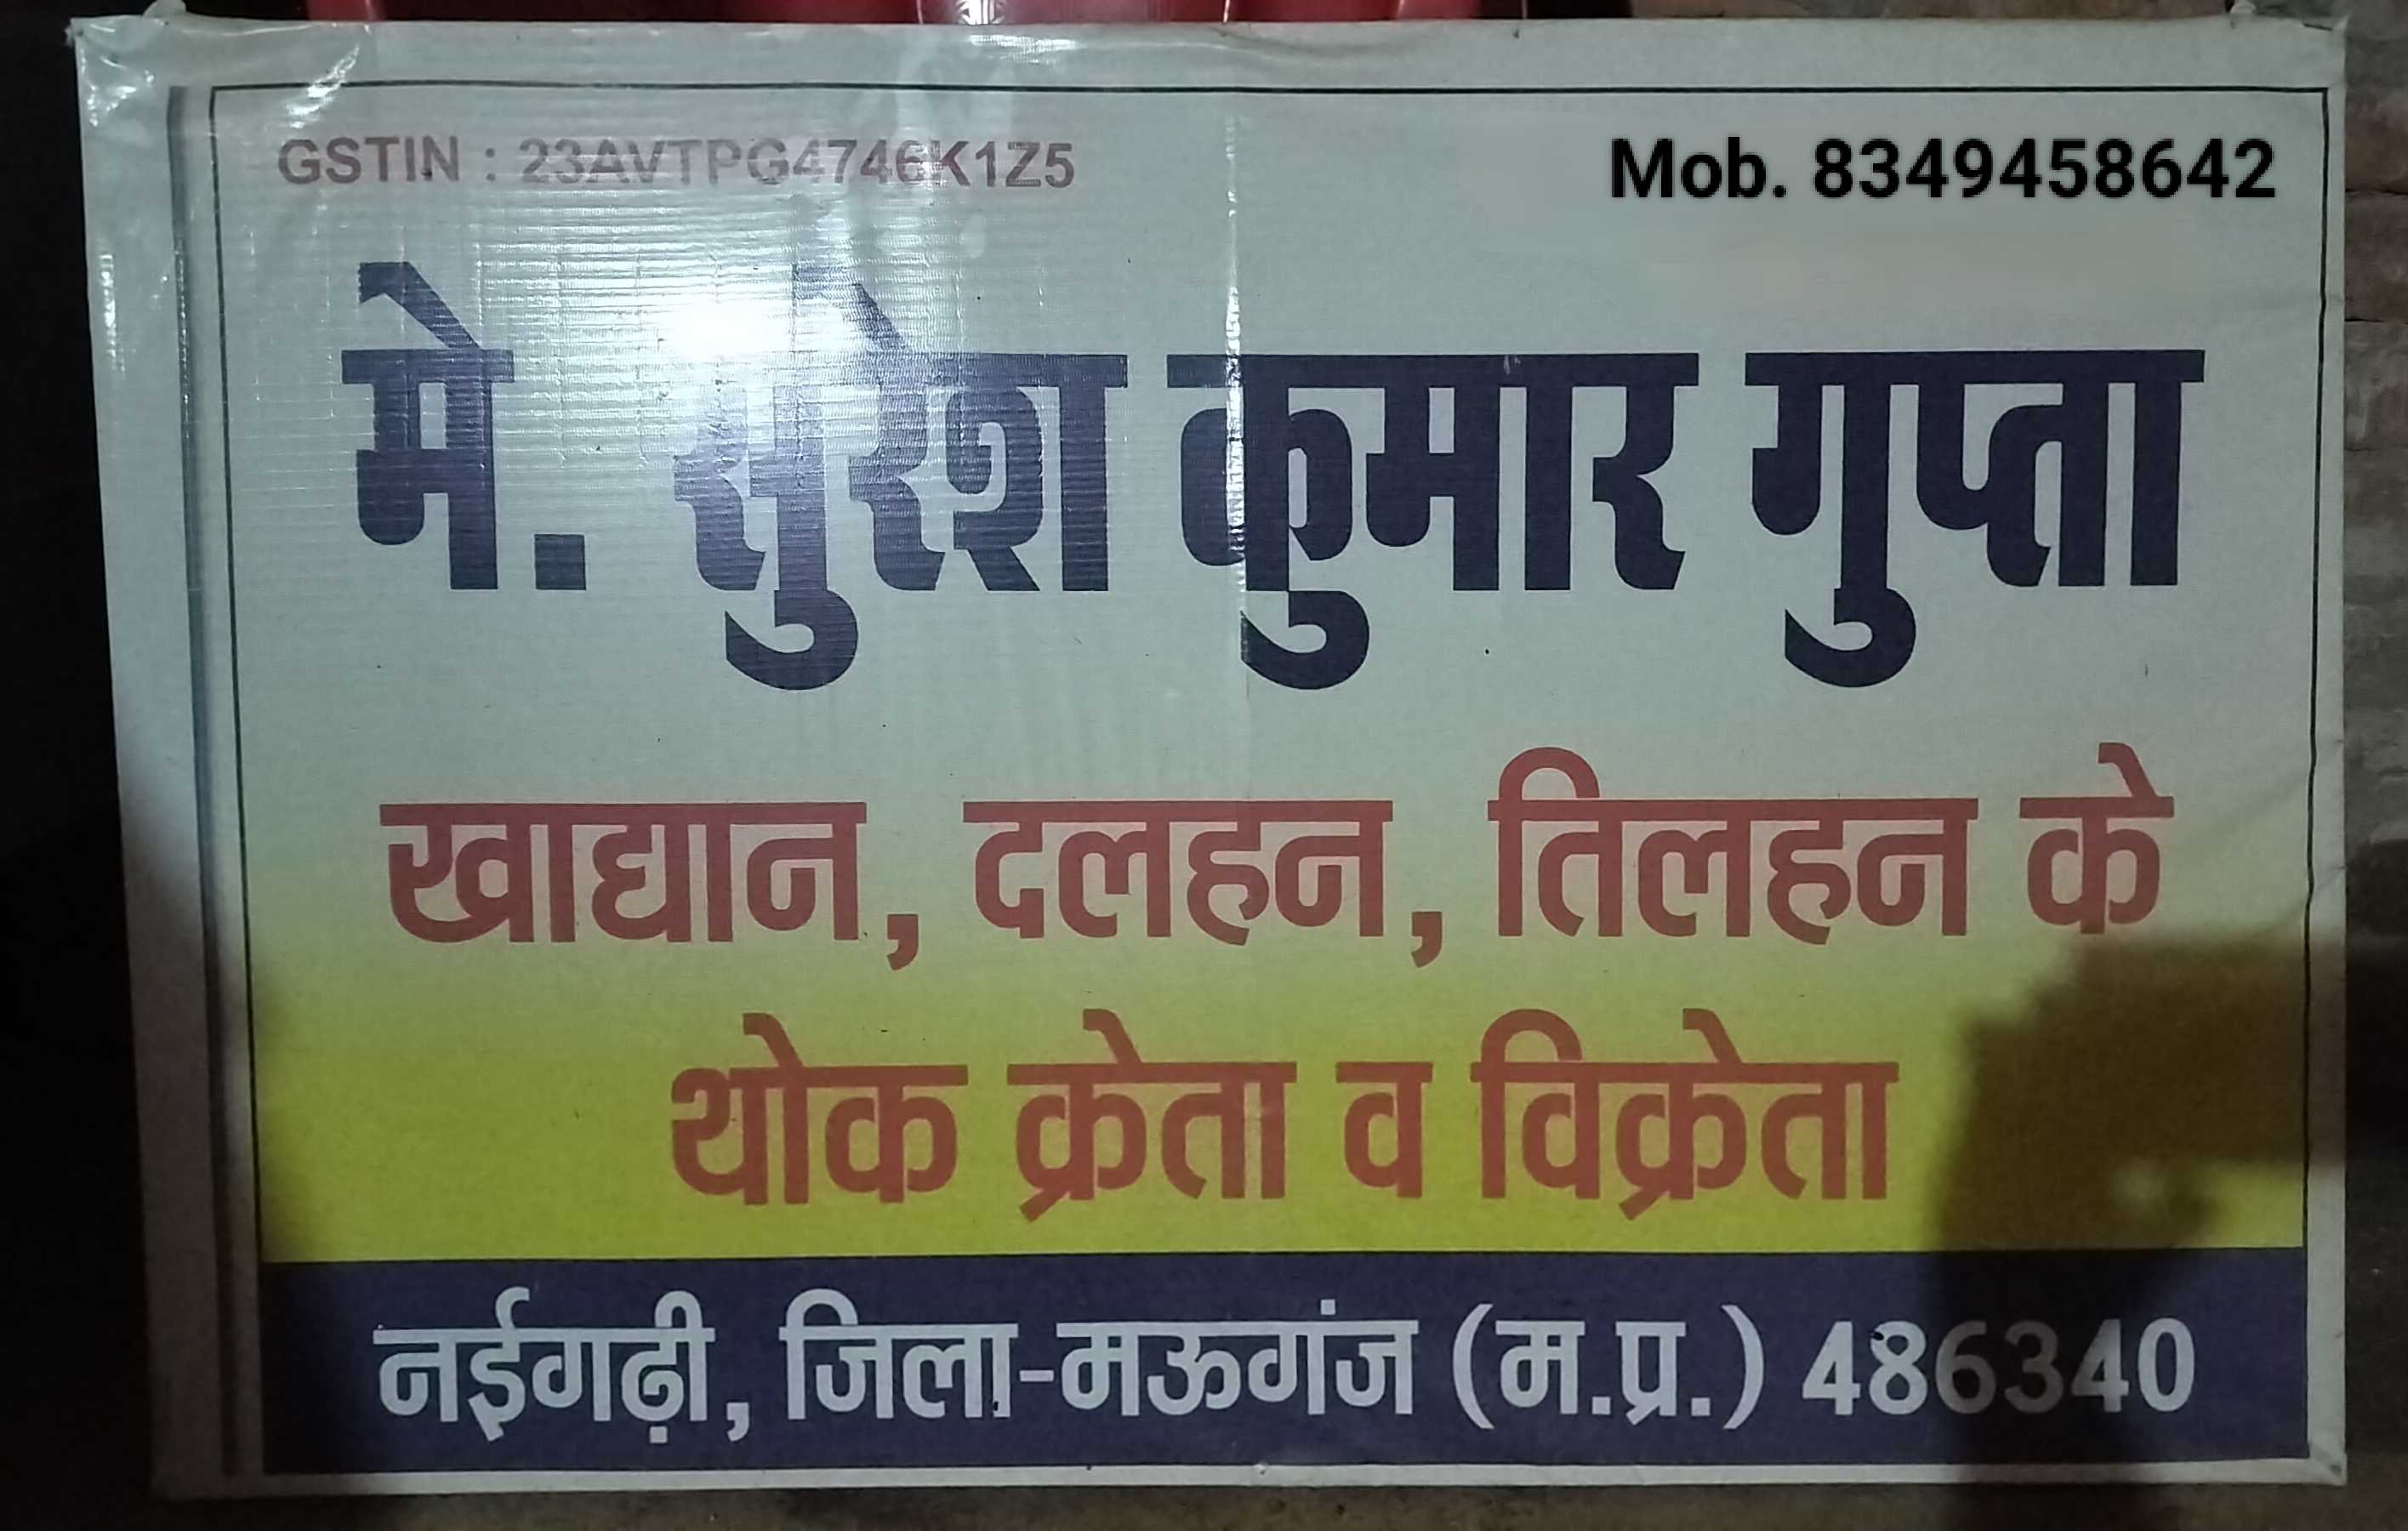 GSTIN : 23AVTPG4746K1Z5
Mob. 8349458642
मे. सुरेश कुमार गुप्ता
खाद्यान, दलहन, तिलहन के
थोक क्रेता व विक्रेता
नईगढ़ी, जिला-मऊगंज (म.प्र.) 486340